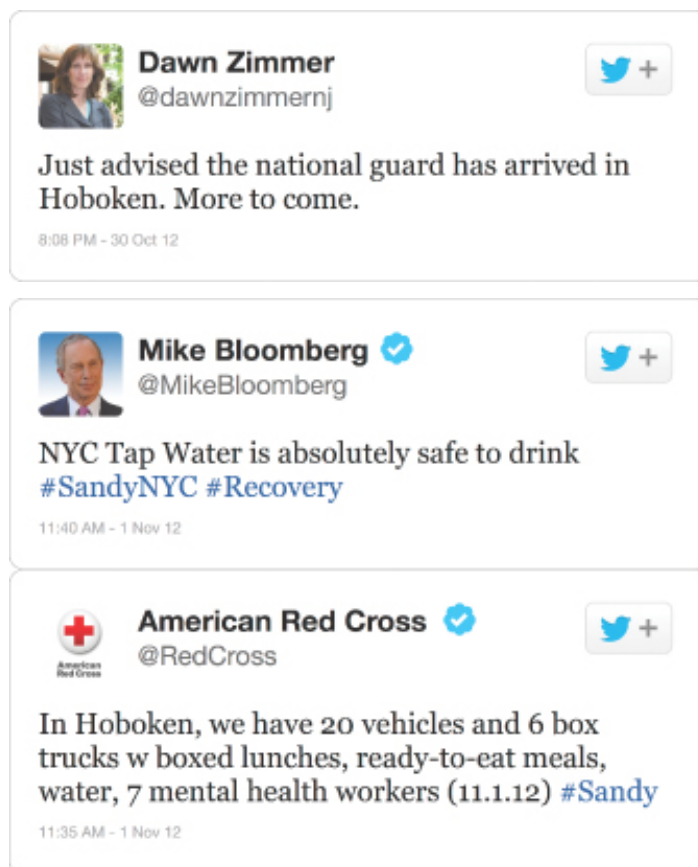 Dawn Zimmer
@dawnzimmernj
+
Just advised the national guard has arrived in
Hoboken. More to come.
8:08 PM - 30 Oct 12
Mike Bloomberg
@MikeBloomberg
+
NYC Tap Water is absolutely safe to drink
#SandyNYC #Recovery
11:40 AM - 1 Nov 12
American Red Cross
@RedCross
+
American
Red Cross
In Hoboken, we have 20 vehicles and 6 box
trucks w boxed lunches, ready-to-eat meals,
water, 7 mental health workers (11.1.12) #Sandy
11:35 AM - 1 Nov 12